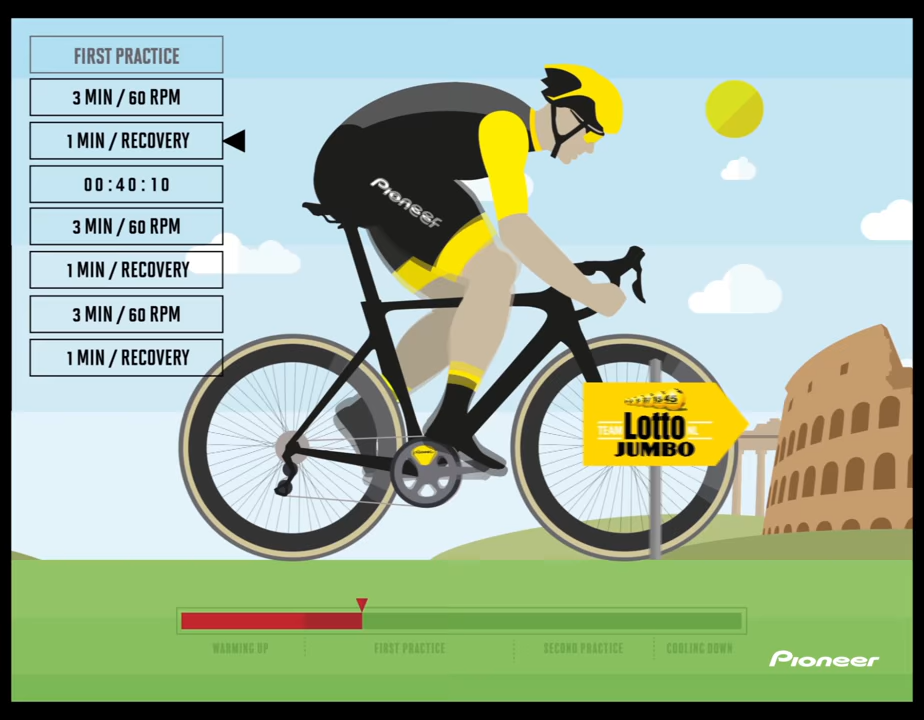 FIRST PRACTICE
3 MIN / 60 RPM
1 MIN / RECOVERY
00:40:10
3 MIN / 60 RPM
1 MIN / RECOVERY
3 MIN / 60 RPM
1 MIN / RECOVERY
Pioneer
TEAM Lotto NL
JUMBO
WARMING UP
FIRST PRACTICE
SECOND PRACTICE
COOLING DOWN
Pioneer